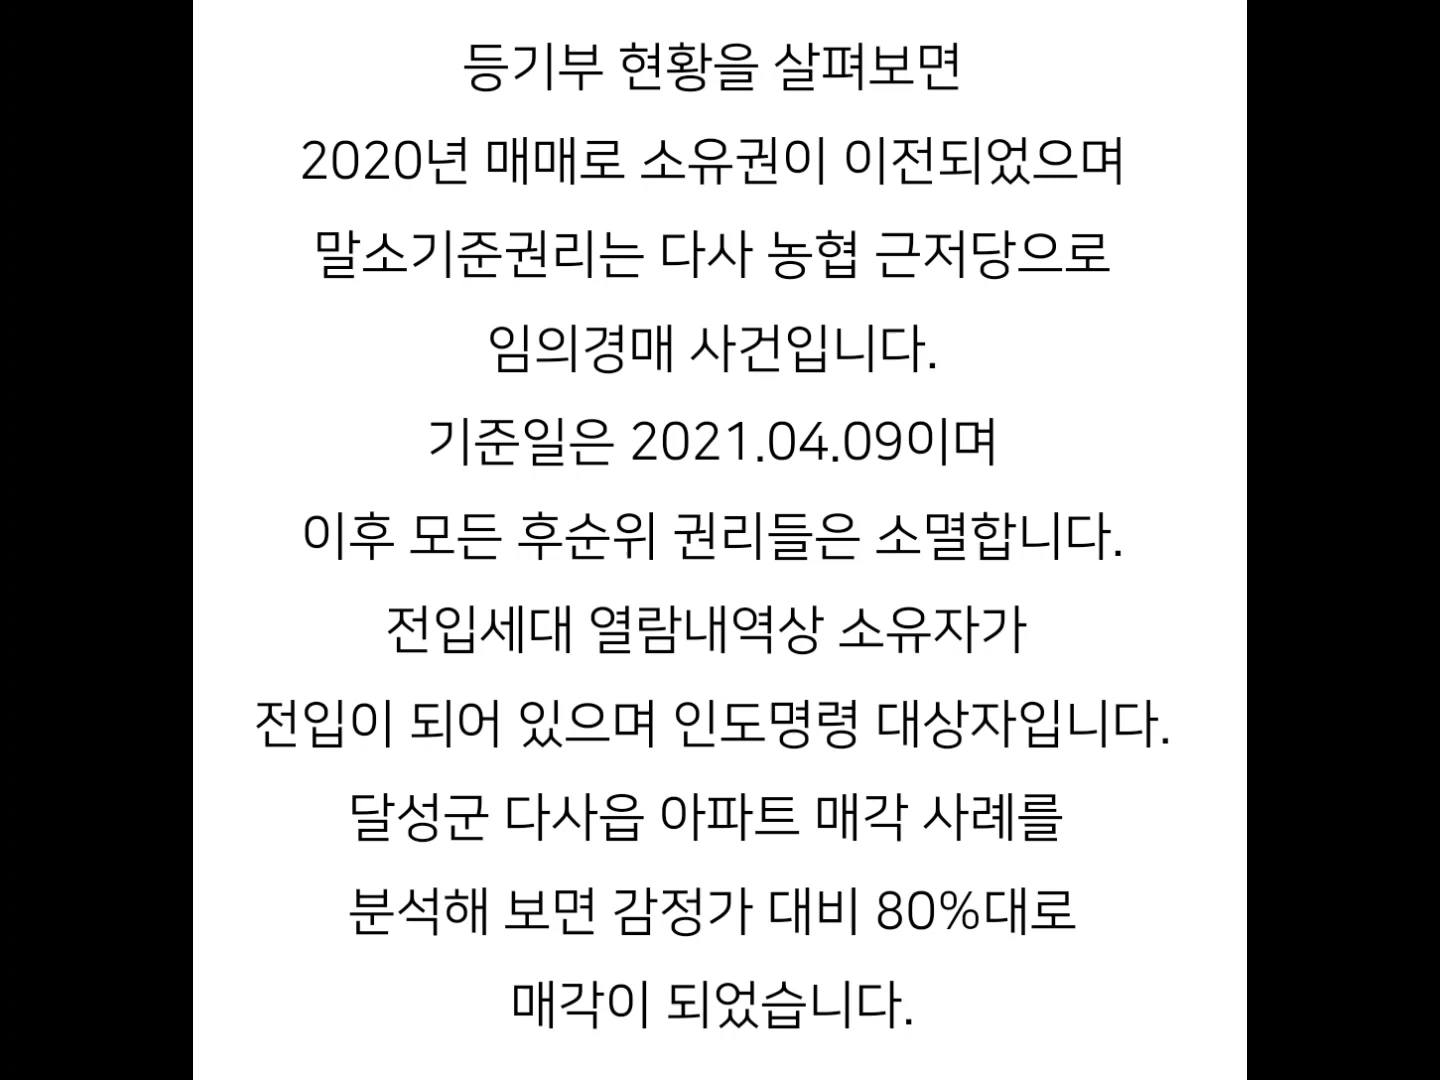 등기부 현황을 살펴보면
2020년 매매로 소유권이 이전되었으며
말소기준권리는 다사 농협 근저당으로
임의경매 사건입니다.
기준일은 2021.04.09이며
이후 모든 후순위 권리들은 소멸합니다.
전입세대 열람내역상 소유자가
전입이 되어 있으며 인도명령 대상자입니다.
달성군 다사읍 아파트 매각 사례를
분석해 보면 감정가 대비 80%대로
매각이 되었습니다.